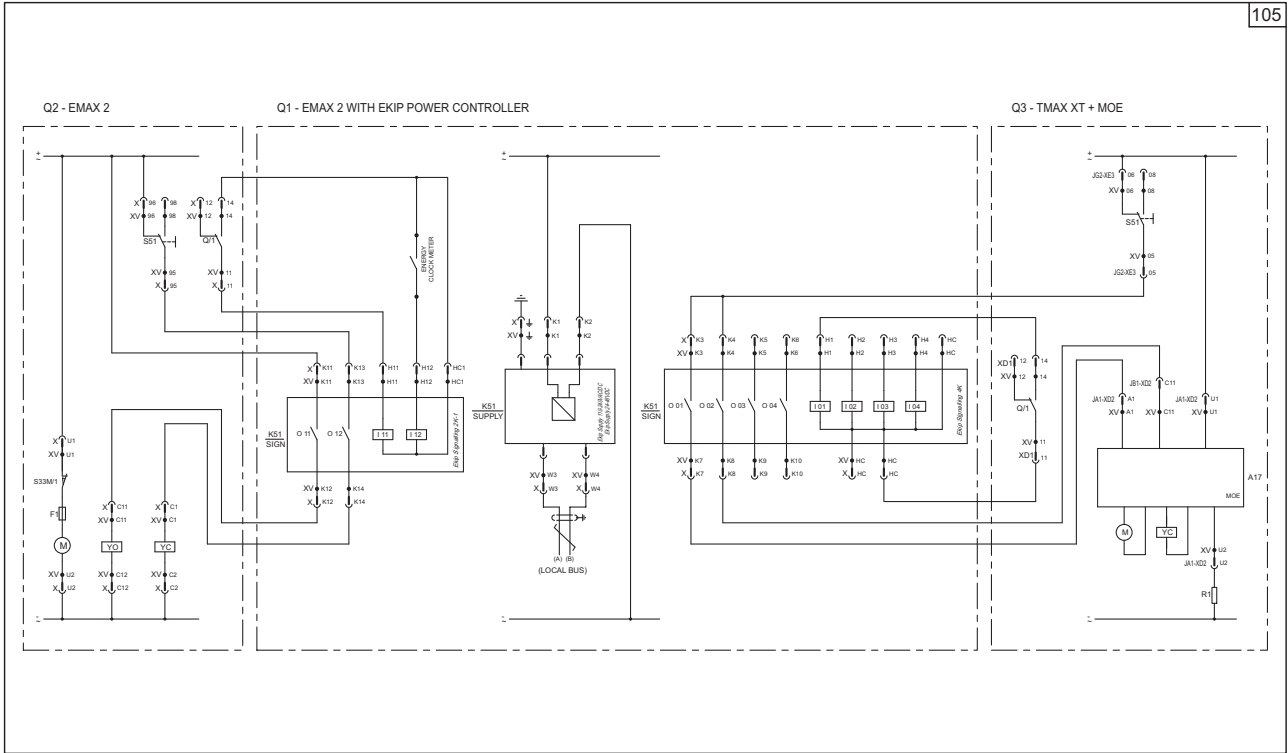 105
Q2 - EMAX 2
Q1 - EMAX 2 WITH EKIP POWER CONTROLLER
Q3 - TMAX XT + MOE
+
~
+
~
+
~
X 96 98 X 12 14
XV 96 98 XV 12 14
S51 Q/1
XV 95 XV 11
X 95 X 11
ENERGY
CLOCK METER
X K1 K2
XV K1 K2
JG2-XE3 06 08
XV 06 08
S51
XV 05
JG2-XE3 05
X K11 K13 H11 H12 HC1
XV K11 K13 H11 H12 HC1
K51
SIGN
O 11 O 12 I 11 I 12
Ekip Signalling 2K-1
XV K12 K14
X K12 K14
K51
SUPPLY
XV W3 XV W4
X W3 X W4
(A) (B)
(LOCAL BUS)
X K3 K4 K5 K6 H1 H2 H3 H4 HC
XV K3 K4 K5 K6 H1 H2 H3 H4 HC
K51
SIGN
O 01 O 02 O 03 O 04 I 01 I 02 I 03 I 04
Ekip Signalling 4K
XV K7 K8 K9 K10 XV HC HC
X K7 K8 K9 K10 X HC HC
XD1 12 14
XV 12 14
Q/1
XV 11
XD1 11
JA1-XD2 A1 JB1-XD2 C11 JA1-XD2 U1
XV A1 C11 XV U1
A17
MOE
M YC
XV U2
JA1-XD2 U2
R1
X U1
XV U1
S33M/1
F1
M
XV U2
X U2
X C11 X C1
XV C11 XV C1
YO YC
XV C12 XV C2
X C12 X C2
-
~
-
~
-
~